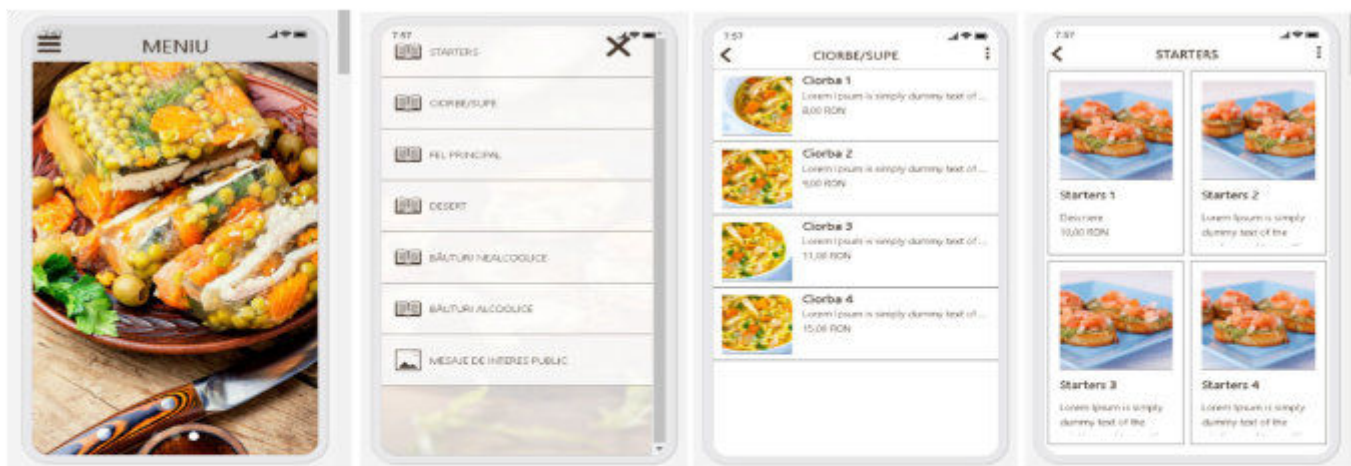 7:57
MENIU
7:57
STARTERS
CIORBE/SUPE
FEL PRINCIPAL
DESERT
BĂUTURI NEALCOOLICE
BĂUTURI ALCOOLICE
MESAJE DE INTERES PUBLIC
7:57
CIORBE/SUPE
Ciorba 1
Lorem Ipsum is simply dummy text of ...
8,00 RON
Ciorba 2
Lorem Ipsum is simply dummy text of ...
9,00 RON
Ciorba 3
Lorem Ipsum is simply dummy text of ...
11,00 RON
Ciorba 4
Lorem Ipsum is simply dummy text of ...
15,00 RON
7:57
STARTERS
Starters 1
Descriere
10,00 RON
Starters 2
Lorem Ipsum is simply
dummy text of the
Starters 3
Lorem Ipsum is simply
dummy text of the
Starters 4
Lorem Ipsum is simply
dummy text of the